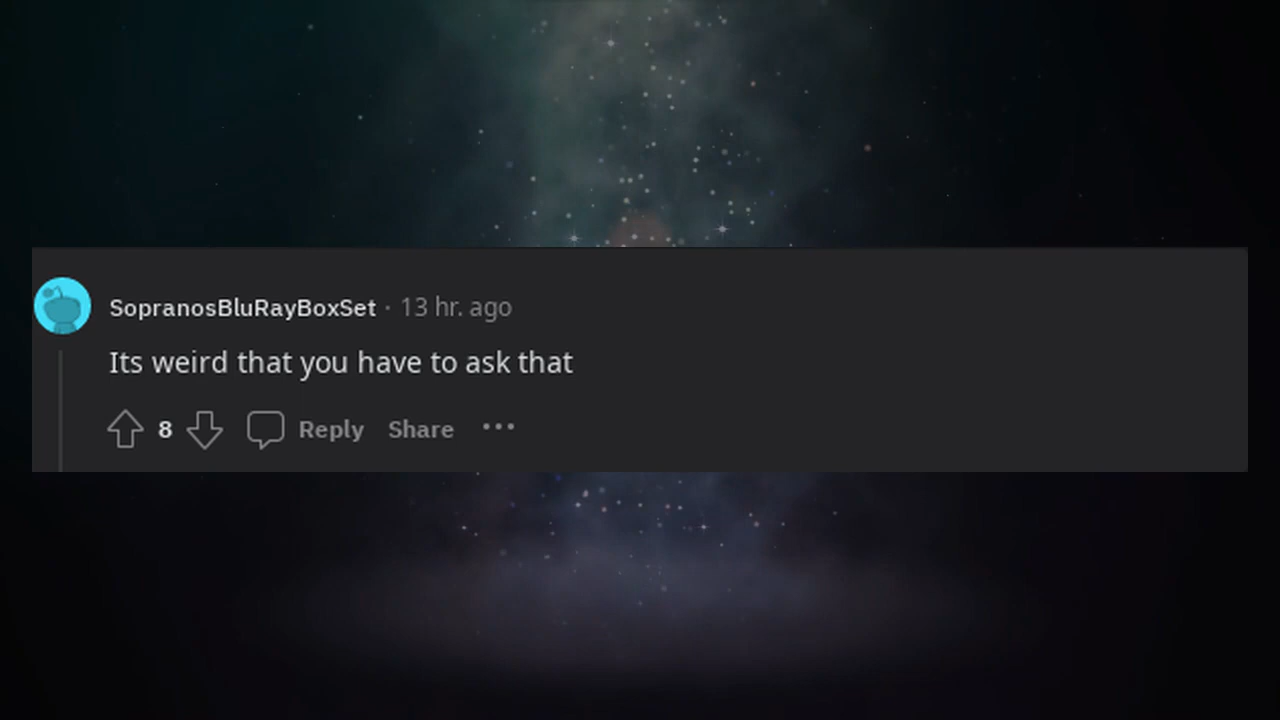 SopranosBluRayBoxSet · 13 hr. ago
Its weird that you have to ask that
8 Reply Share •••